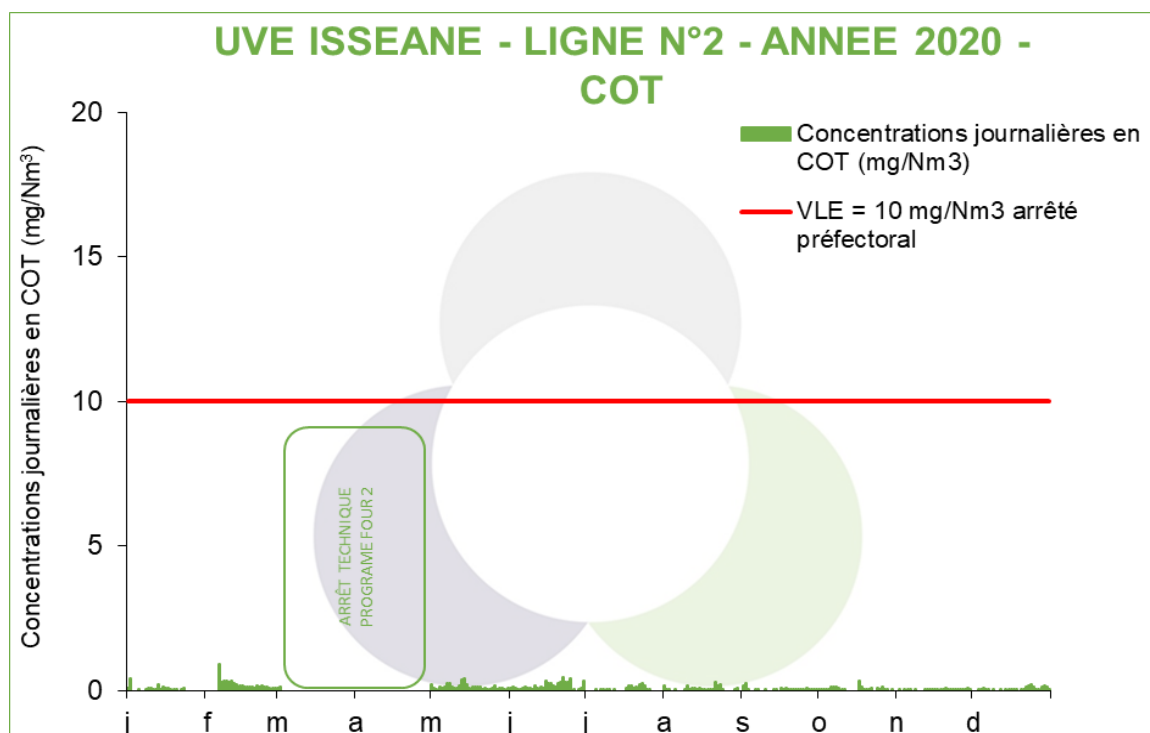 UVE ISSEANE - LIGNE N°2 - ANNEE 2020 -
COT
Concentrations journalières en COT (mg/Nm³)
20
15
10
5
0
Concentrations journalières en
COT (mg/Nm3)
VLE = 10 mg/Nm3 arrêté
préfectoral
ARRÊT TECHNIQUE
PROGRAME FOUR 2
j f m a m j j a s o n d